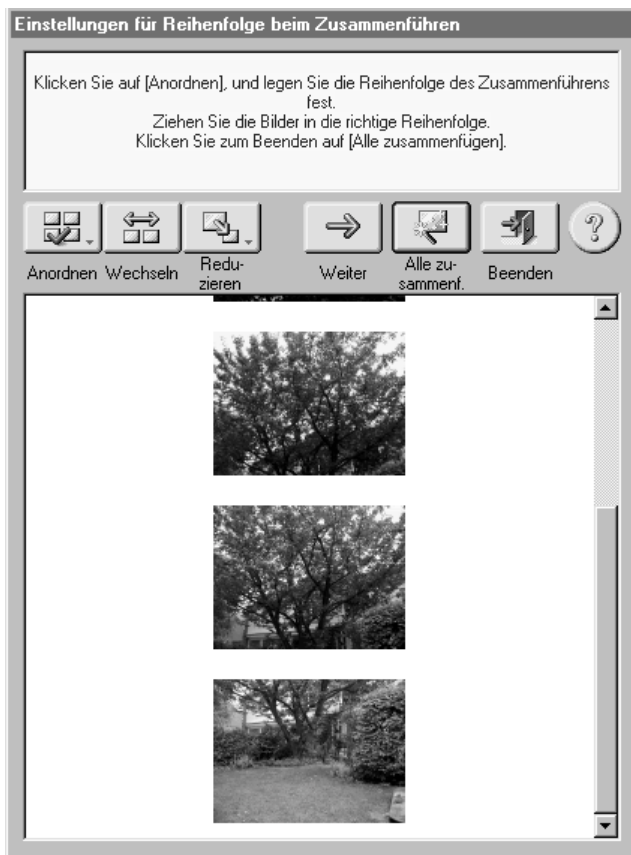 Einstellungen für Reihenfolge beim Zusammenführen
Klicken Sie auf [Anordnen], und legen Sie die Reihenfolge des Zusammenführens
fest.
Ziehen Sie die Bilder in die richtige Reihenfolge.
Klicken Sie zum Beenden auf [Alle zusammenfügen].
?
Anordnen Wechseln Redu-
zieren Weiter Alle zu-
sammenf. Beenden